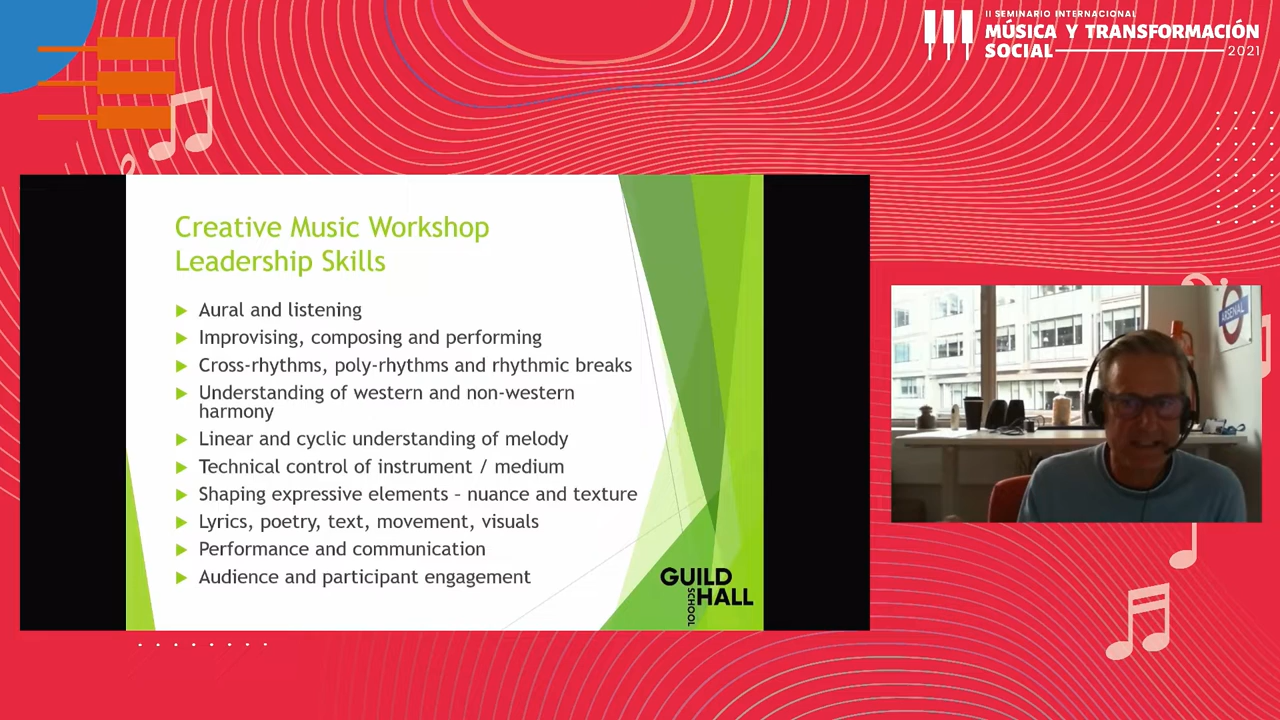 II SEMINARIO INTERNACIONAL
MÚSICA Y TRANSFORMACIÓN
SOCIAL
2021
Creative Music Workshop
Leadership Skills
Aural and listening
Improvising, composing and performing
Cross-rhythms, poly-rhythms and rhythmic breaks
Understanding of western and non-western
harmony
Linear and cyclic understanding of melody
Technical control of instrument / medium
Shaping expressive elements – nuance and texture
Lyrics, poetry, text, movement, visuals
Performance and communication
Audience and participant engagement
GUILD
SCHOOL
HALL
ARSENAL